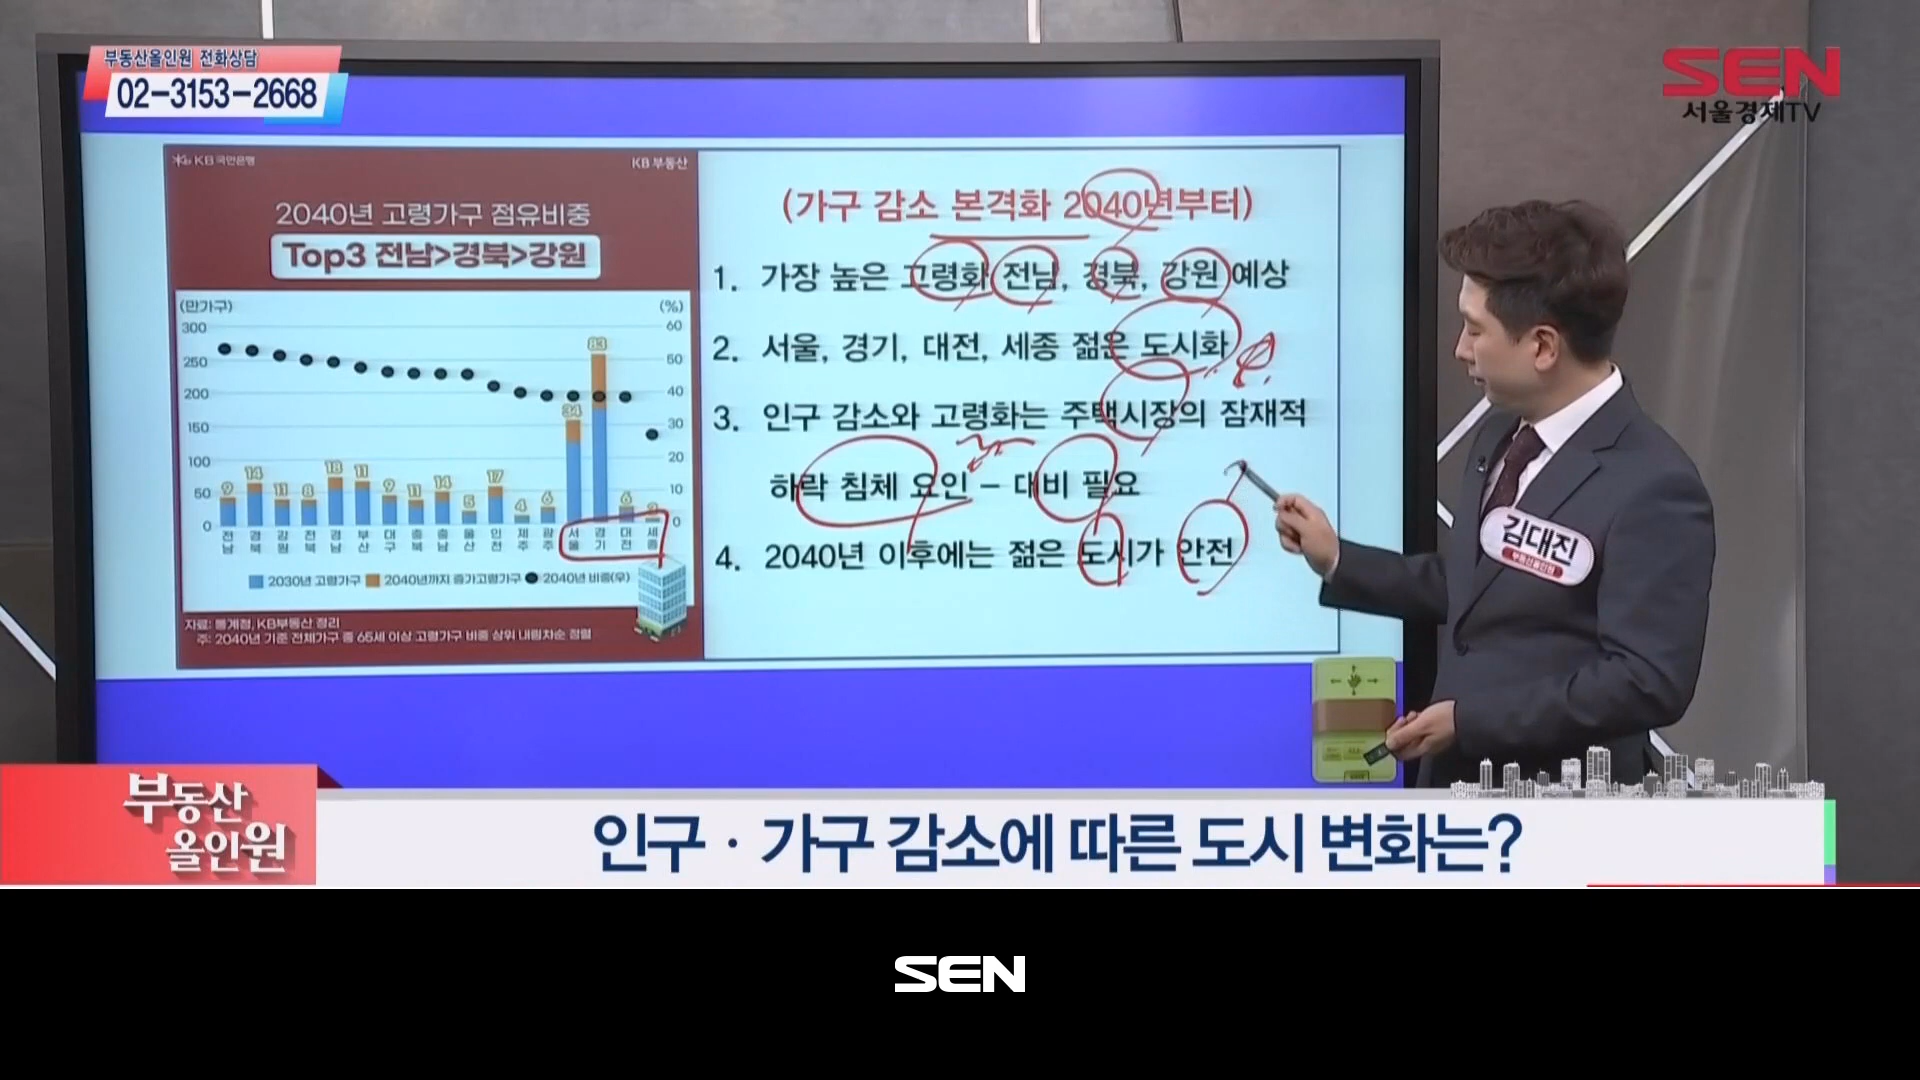 부동산올인원 전화상담
02-3153-2668
SEN
서울경제TV
KB 국민은행
KB 부동산
2040년 고령가구 점유비중
Top3 전남>경북>강원
(만가구)
(%)
300
250
200
150
100
50
0
60
50
40
30
20
10
0
9
14
11
8
18
11
9
11
14
5
17
4
6
34
83
6
전남
경북
강원
전북
경남
부산
대구
충북
충남
울산
인천
제주
광주
서울
경기
대전
세종
2030년 고령가구
2040년까지 증가고령가구
2040년 비중(우)
자료: 통계청, KB부동산 정리
주: 2040년 기준 전체가구 중 65세 이상 고령가구 비중 상위 내림차순 정렬
(가구 감소 본격화 2040년부터)
1. 가장 높은 고령화 전남, 경북, 강원 예상
2. 서울, 경기, 대전, 세종 젊은 도시화
3. 인구 감소와 고령화는 주택시장의 잠재적
하락 침체 요인 – 대비 필요
4. 2040년 이후에는 젊은 도시가 안전
김대진
부동산올인원
부동산
올인원
인구 · 가구 감소에 따른 도시 변화는?
SEN